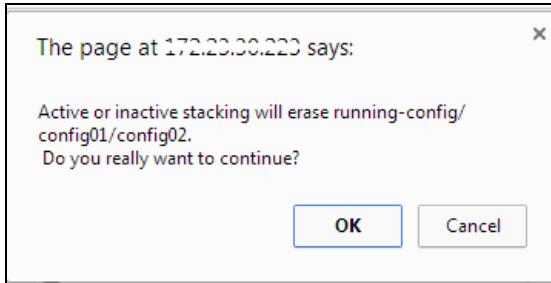 The page at says:
Active or inactive stacking will erase running-config/
config01/config02.
Do you really want to continue?
OK
Cancel